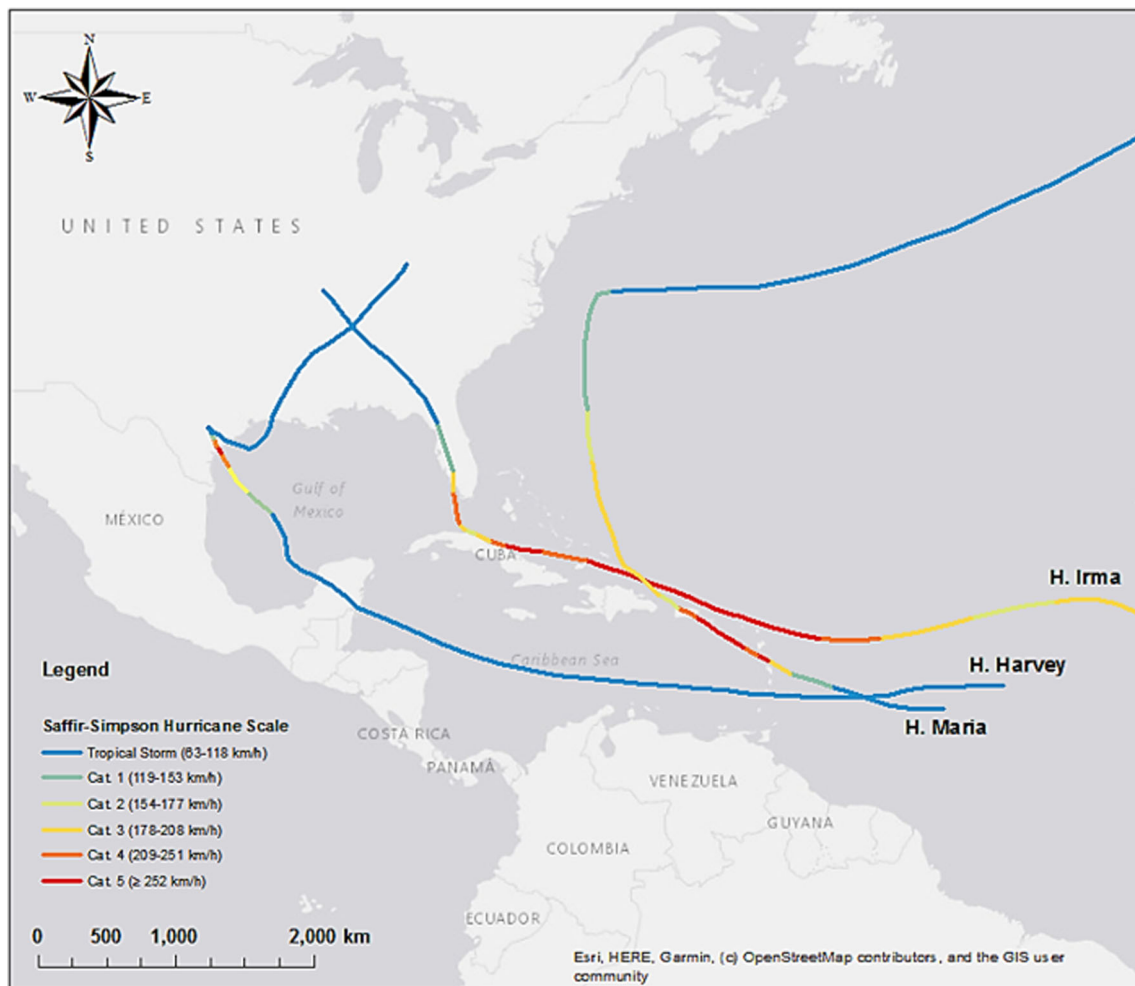 N
W
E
S
UNITED STATES
Gulf of
Mexico
MÉXICO
CUBA
H. Irma
Caribbean Sea
H. Harvey
H. Maria
COSTA RICA
PANAMÁ
VENEZUELA
GUYANA
COLOMBIA
ECUADOR
Legend
Saffir-Simpson Hurricane Scale
Tropical Storm (63-118 km/h)
Cat. 1 (119-153 km/h)
Cat. 2 (154-177 km/h)
Cat. 3 (178-208 km/h)
Cat. 4 (209-251 km/h)
Cat. 5 (≥ 252 km/h)
0 500 1,000 2,000 km
Esri, HERE, Garmin, (c) OpenStreetMap contributors, and the GIS user
community